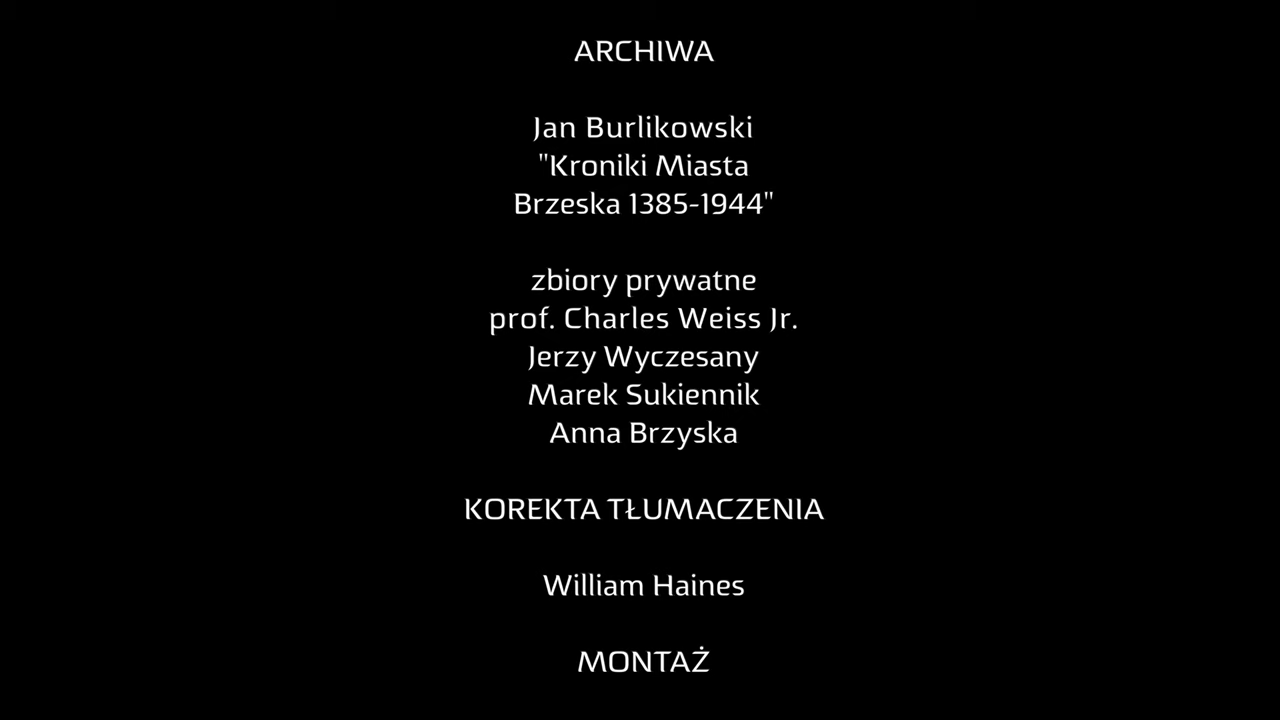 ARCHIWA
Jan Burlikowski
"Kroniki Miasta
Brzeska 1385-1944"
zbiory prywatne
prof. Charles Weiss Jr.
Jerzy Wyczesany
Marek Sukiennik
Anna Brzyska
KOREKTA TŁUMACZENIA
William Haines
MONTAŻ